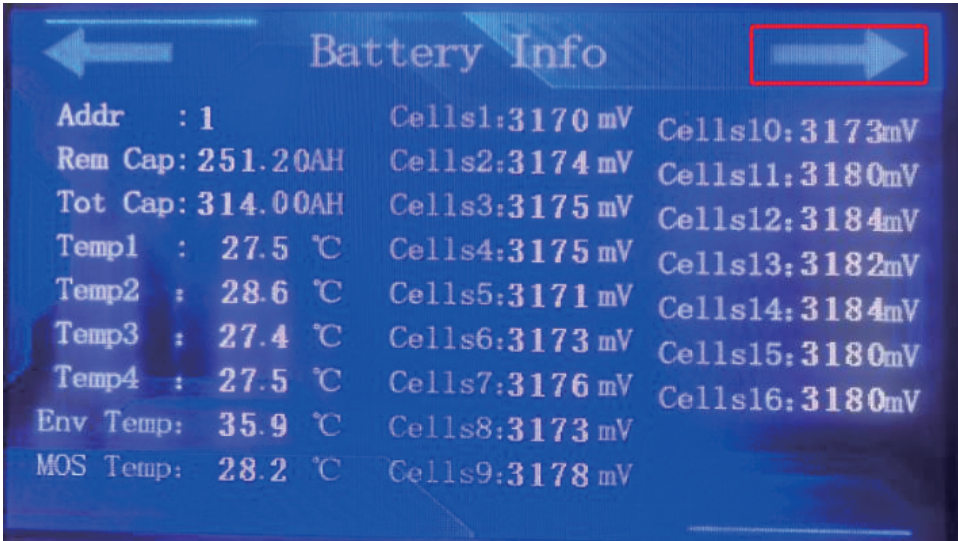 Battery Info
Addr :1
Rem Cap:251.20AH
Tot Cap:314.00AH
Temp1 : 27.5 ℃
Temp2 : 28.6 ℃
Temp3 : 27.4 ℃
Temp4 : 27.5 ℃
Env Temp: 35.9 ℃
MOS Temp: 28.2 ℃
Cells1:3170 mV
Cells2:3174 mV
Cells3:3175 mV
Cells4:3175 mV
Cells5:3171 mV
Cells6:3173 mV
Cells7:3176 mV
Cells8:3173 mV
Cells9:3178 mV
Cells10:3173mV
Cells11:3180mV
Cells12:3184mV
Cells13:3182mV
Cells14:3184mV
Cells15:3180mV
Cells16:3180mV